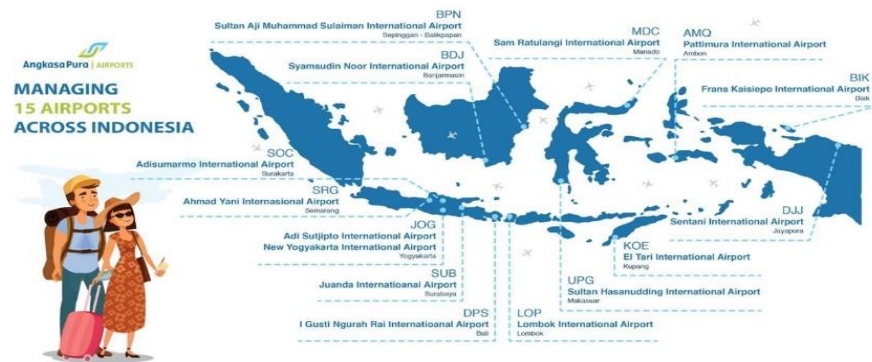 AngkasaPura | AIRPORTS
MANAGING
15 AIRPORTS
ACROSS INDONESIA
BPN
Sultan Aji Muhammad Sulaiman International Airport
Sepinggan - Balikpapan
BDJ
Syamsudin Noor International Airport
Banjarmasin
MDC
Sam Ratulangi International Airport
Manado
AMQ
Pattimura International Airport
Ambon
BIK
Frans Kaisiepo International Airport
Biak
SOC
Adisumarmo International Airport
Surakarta
SRG
Ahmad Yani Internasional Airport
Semarang
JOG
Adi Sutjipto International Airport
New Yogyakarta International Airport
Yogyakarta
SUB
Juanda Internatioanal Airport
Surabaya
DPS
I Gusti Ngurah Rai Internatioanal Airport
Bali
LOP
Lombok International Airport
Lombok
UPG
Sultan Hasanudding International Airport
Makassar
KOE
El Tari International Airport
Kupang
DJJ
Sentani International Airport
Jayapura